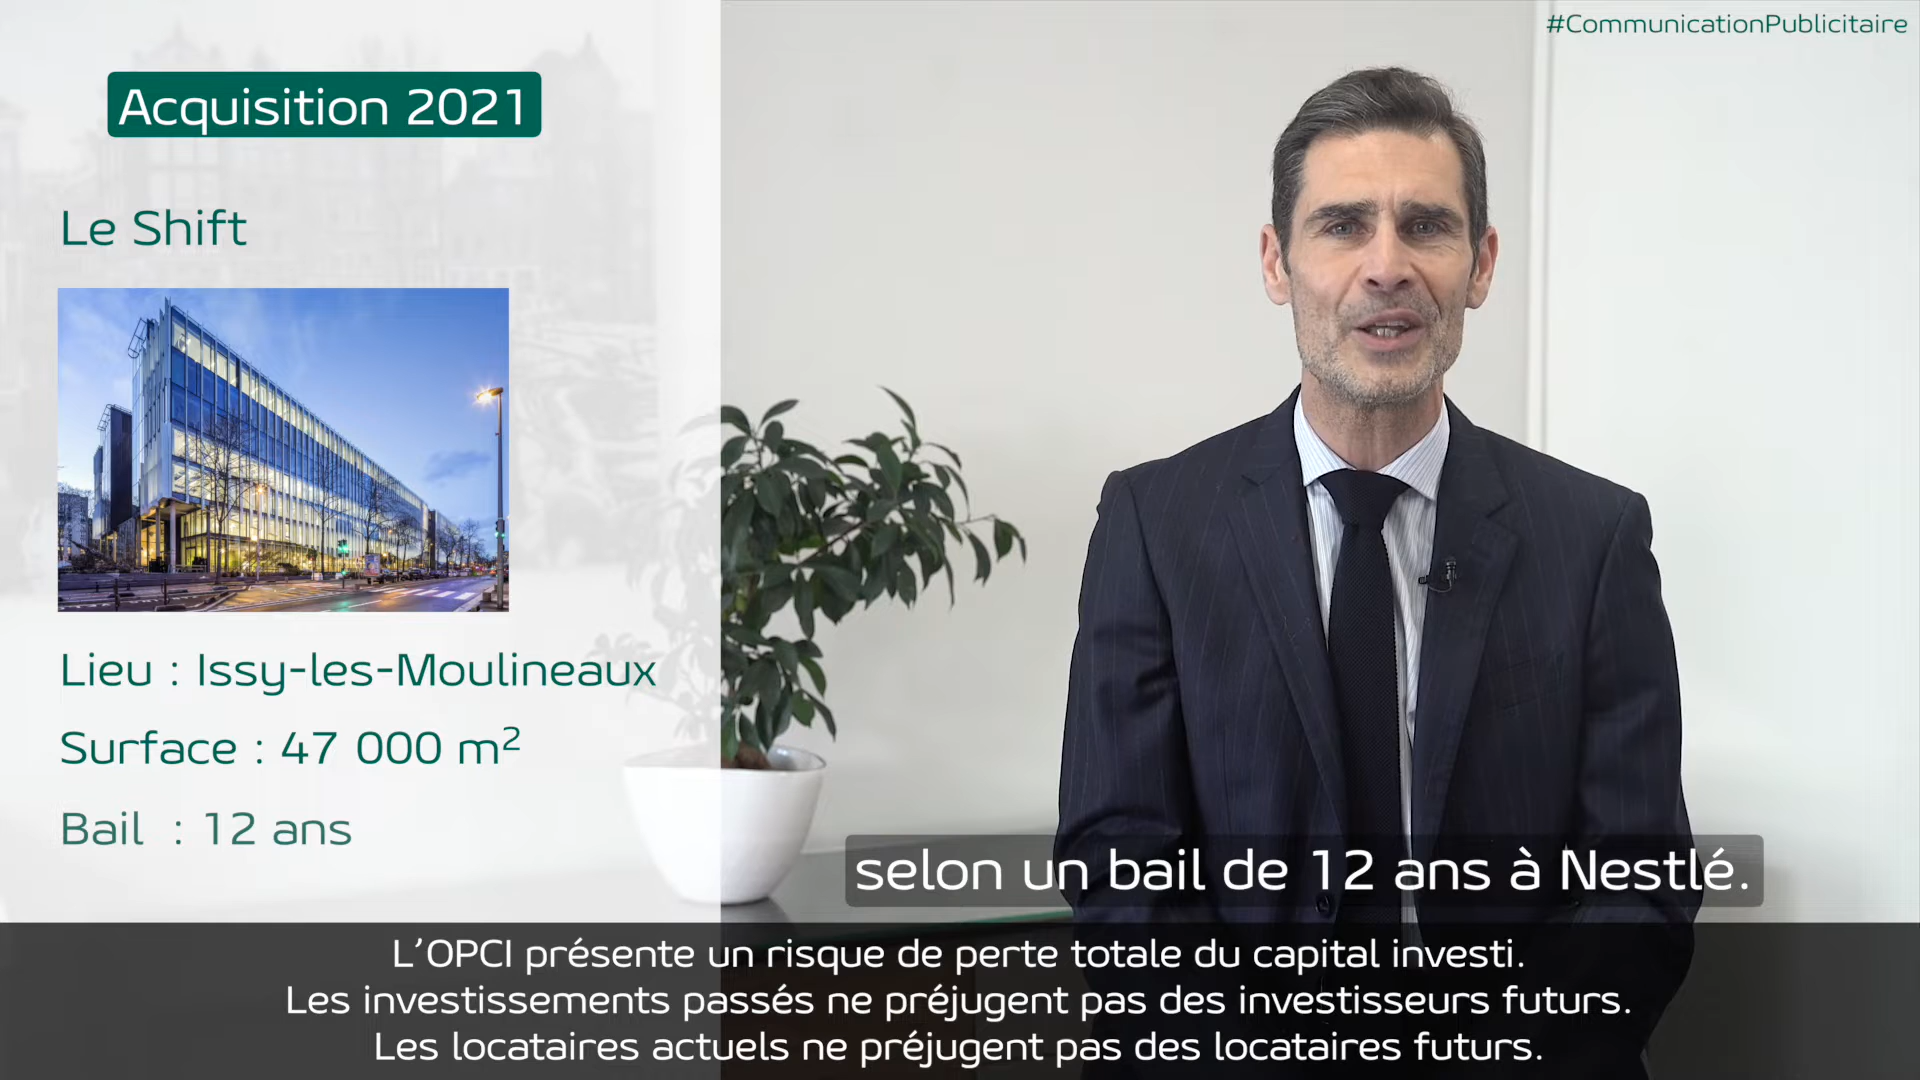 #CommunicationPublicitaire
Acquisition 2021
Le Shift
Lieu : Issy-les-Moulineaux
Surface : 47 000 m²
Bail : 12 ans
selon un bail de 12 ans à Nestlé.
L'OPCI présente un risque de perte totale du capital investi.
Les investissements passés ne préjugent pas des investisseurs futurs.
Les locataires actuels ne préjugent pas des locataires futurs.